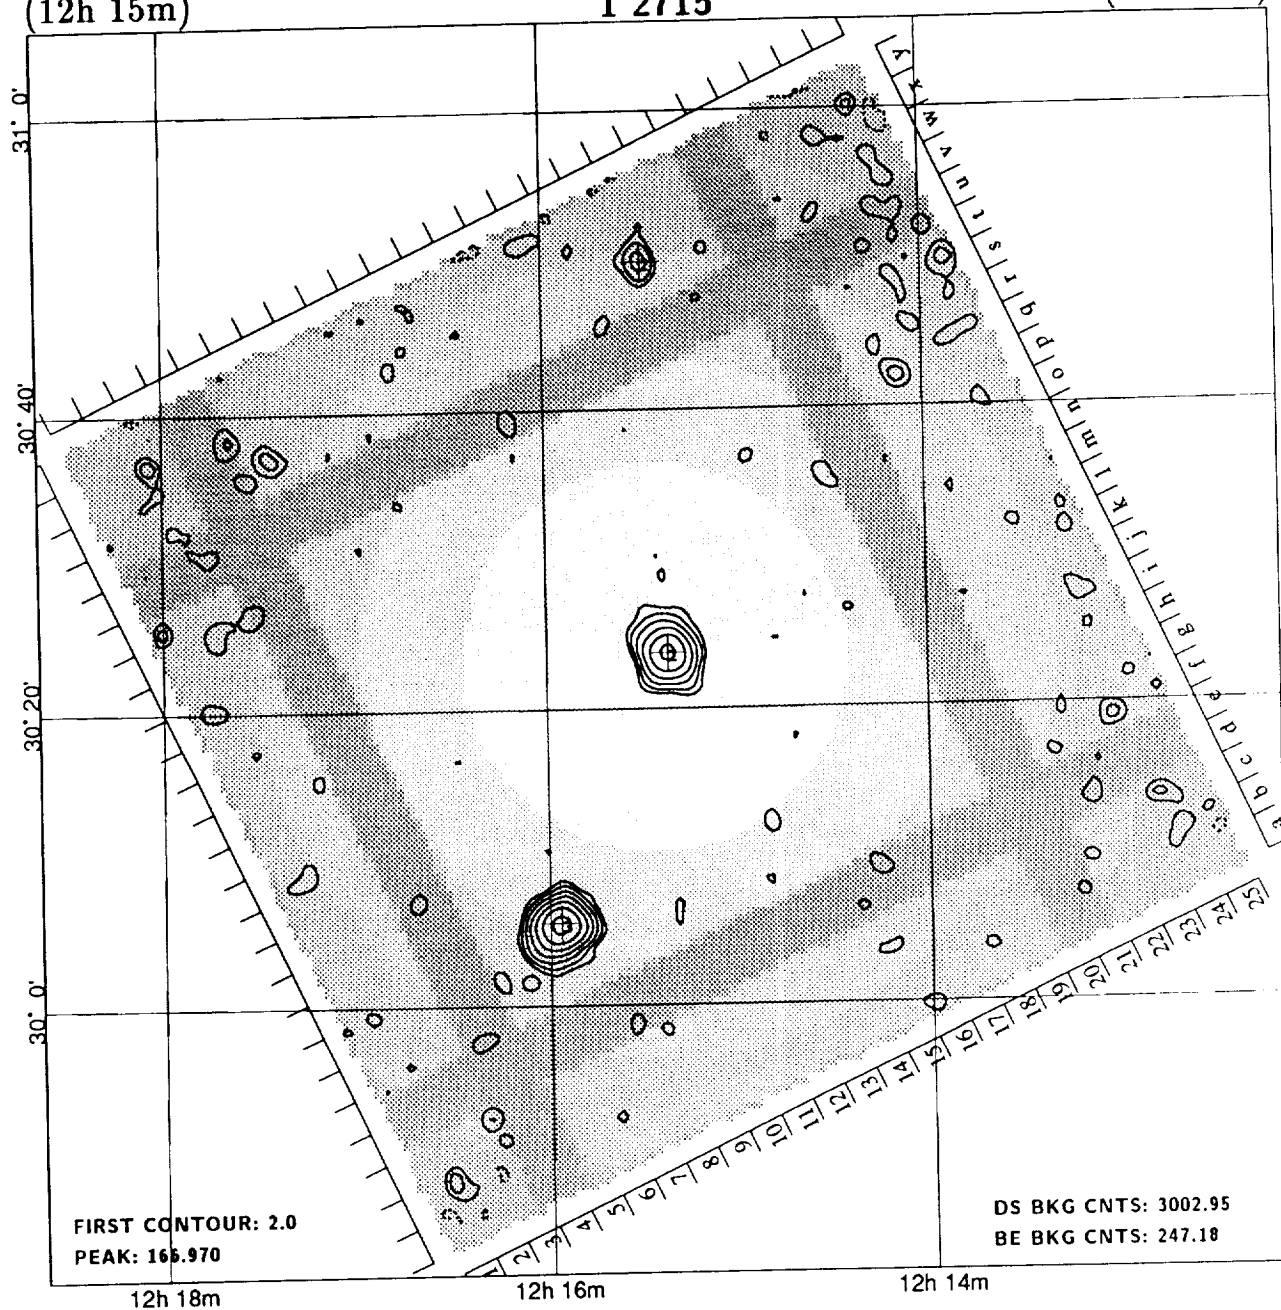 (12h 15m)
I 2715
31° 0'
30° 40'
30° 20'
30° 0'
y x w v u t s r q p o n m l k j i h g f e d c b a
1 2 3 4 5 6 7 8 9 10 11 12 13 14 15 16 17 18 19 20 21 22 23 24 25
FIRST CONTOUR: 2.0
PEAK: 166.970
DS BKG CNTS: 3002.95
BE BKG CNTS: 247.18
12h 18m
12h 16m
12h 14m